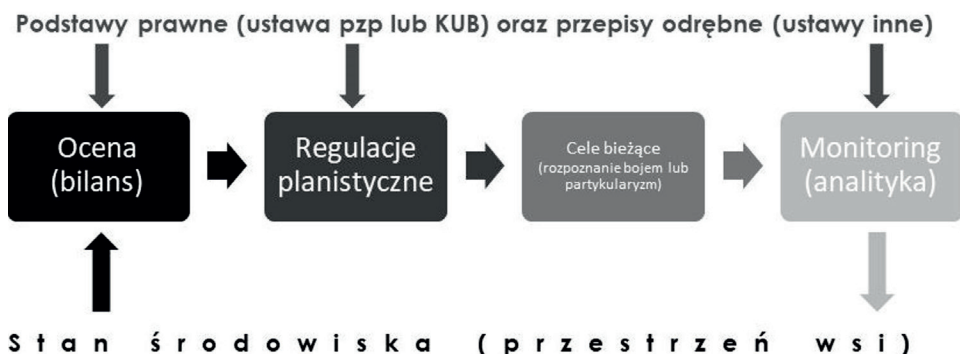 Podstawy prawne (ustawa pzp lub KUB) oraz przepisy odrębne (ustawy inne)
Ocena
(bilans)
Regulacje
planistyczne
Cele bieżące
(rozpoznanie bojem lub
partykularyzm)
Monitoring
(analityka)
Stan środowiska (przestrzeń wsi)